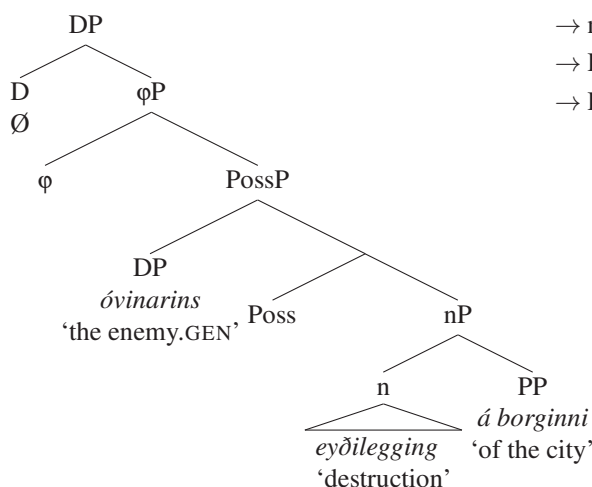 DP
→ r
D φP → I
Ø → I
φ PossP
DP
óvinarins Poss nP
‘the enemy.GEN’
n PP
eyðilegging á borginni
‘destruction’ ‘of the city’